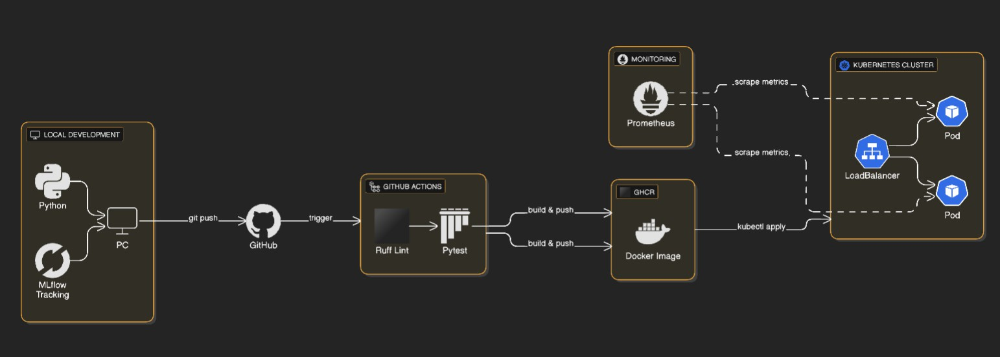 LOCAL DEVELOPMENT
Python
MLflow
Tracking
PC
git push
GitHub
trigger
GITHUB ACTIONS
Ruff Lint
Pytest
build & push
build & push
MONITORING
Prometheus
GHCR
Docker Image
scrape metrics
scrape metrics
kubectl apply
KUBERNETES CLUSTER
LoadBalancer
Pod
Pod